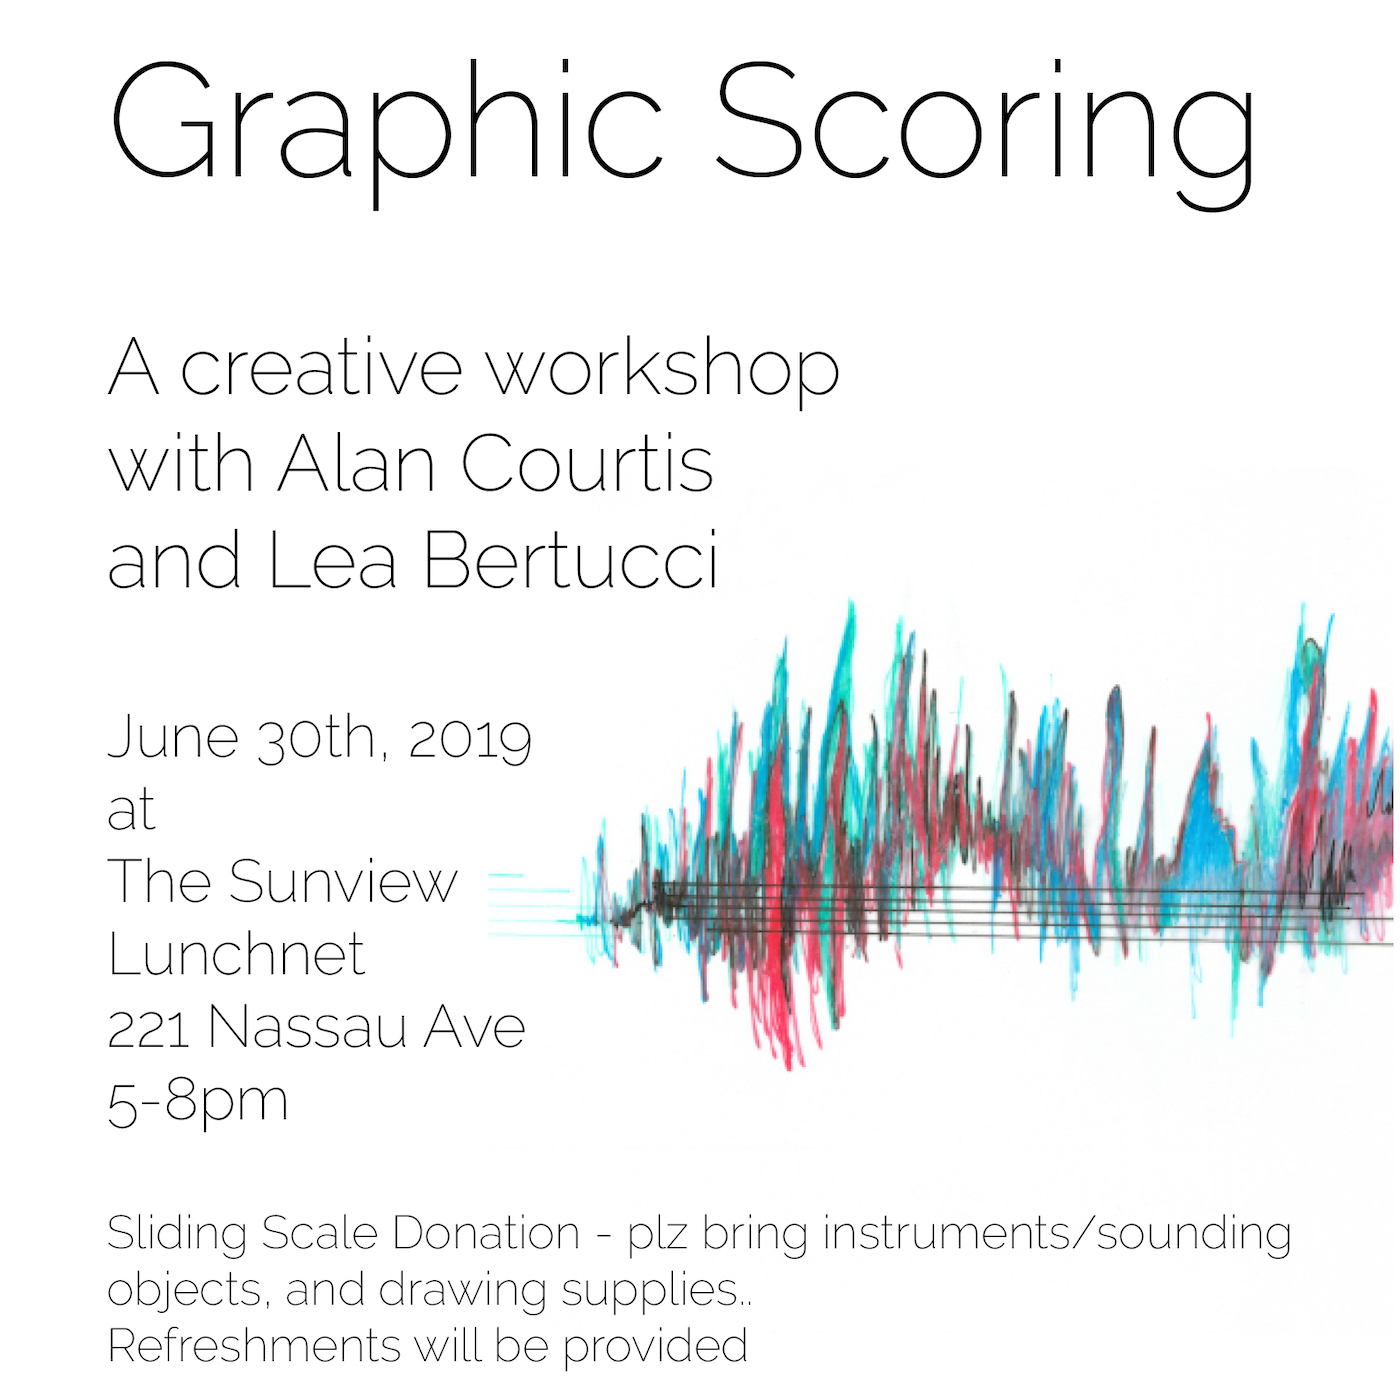 Graphic Scoring
A creative workshop
with Alan Courtis
and Lea Bertucci
June 30th, 2019
at
The Sunview
Lunchnet
221 Nassau Ave
5-8pm
Sliding Scale Donation - plz bring instruments/sounding
objects, and drawing supplies..
Refreshments will be provided